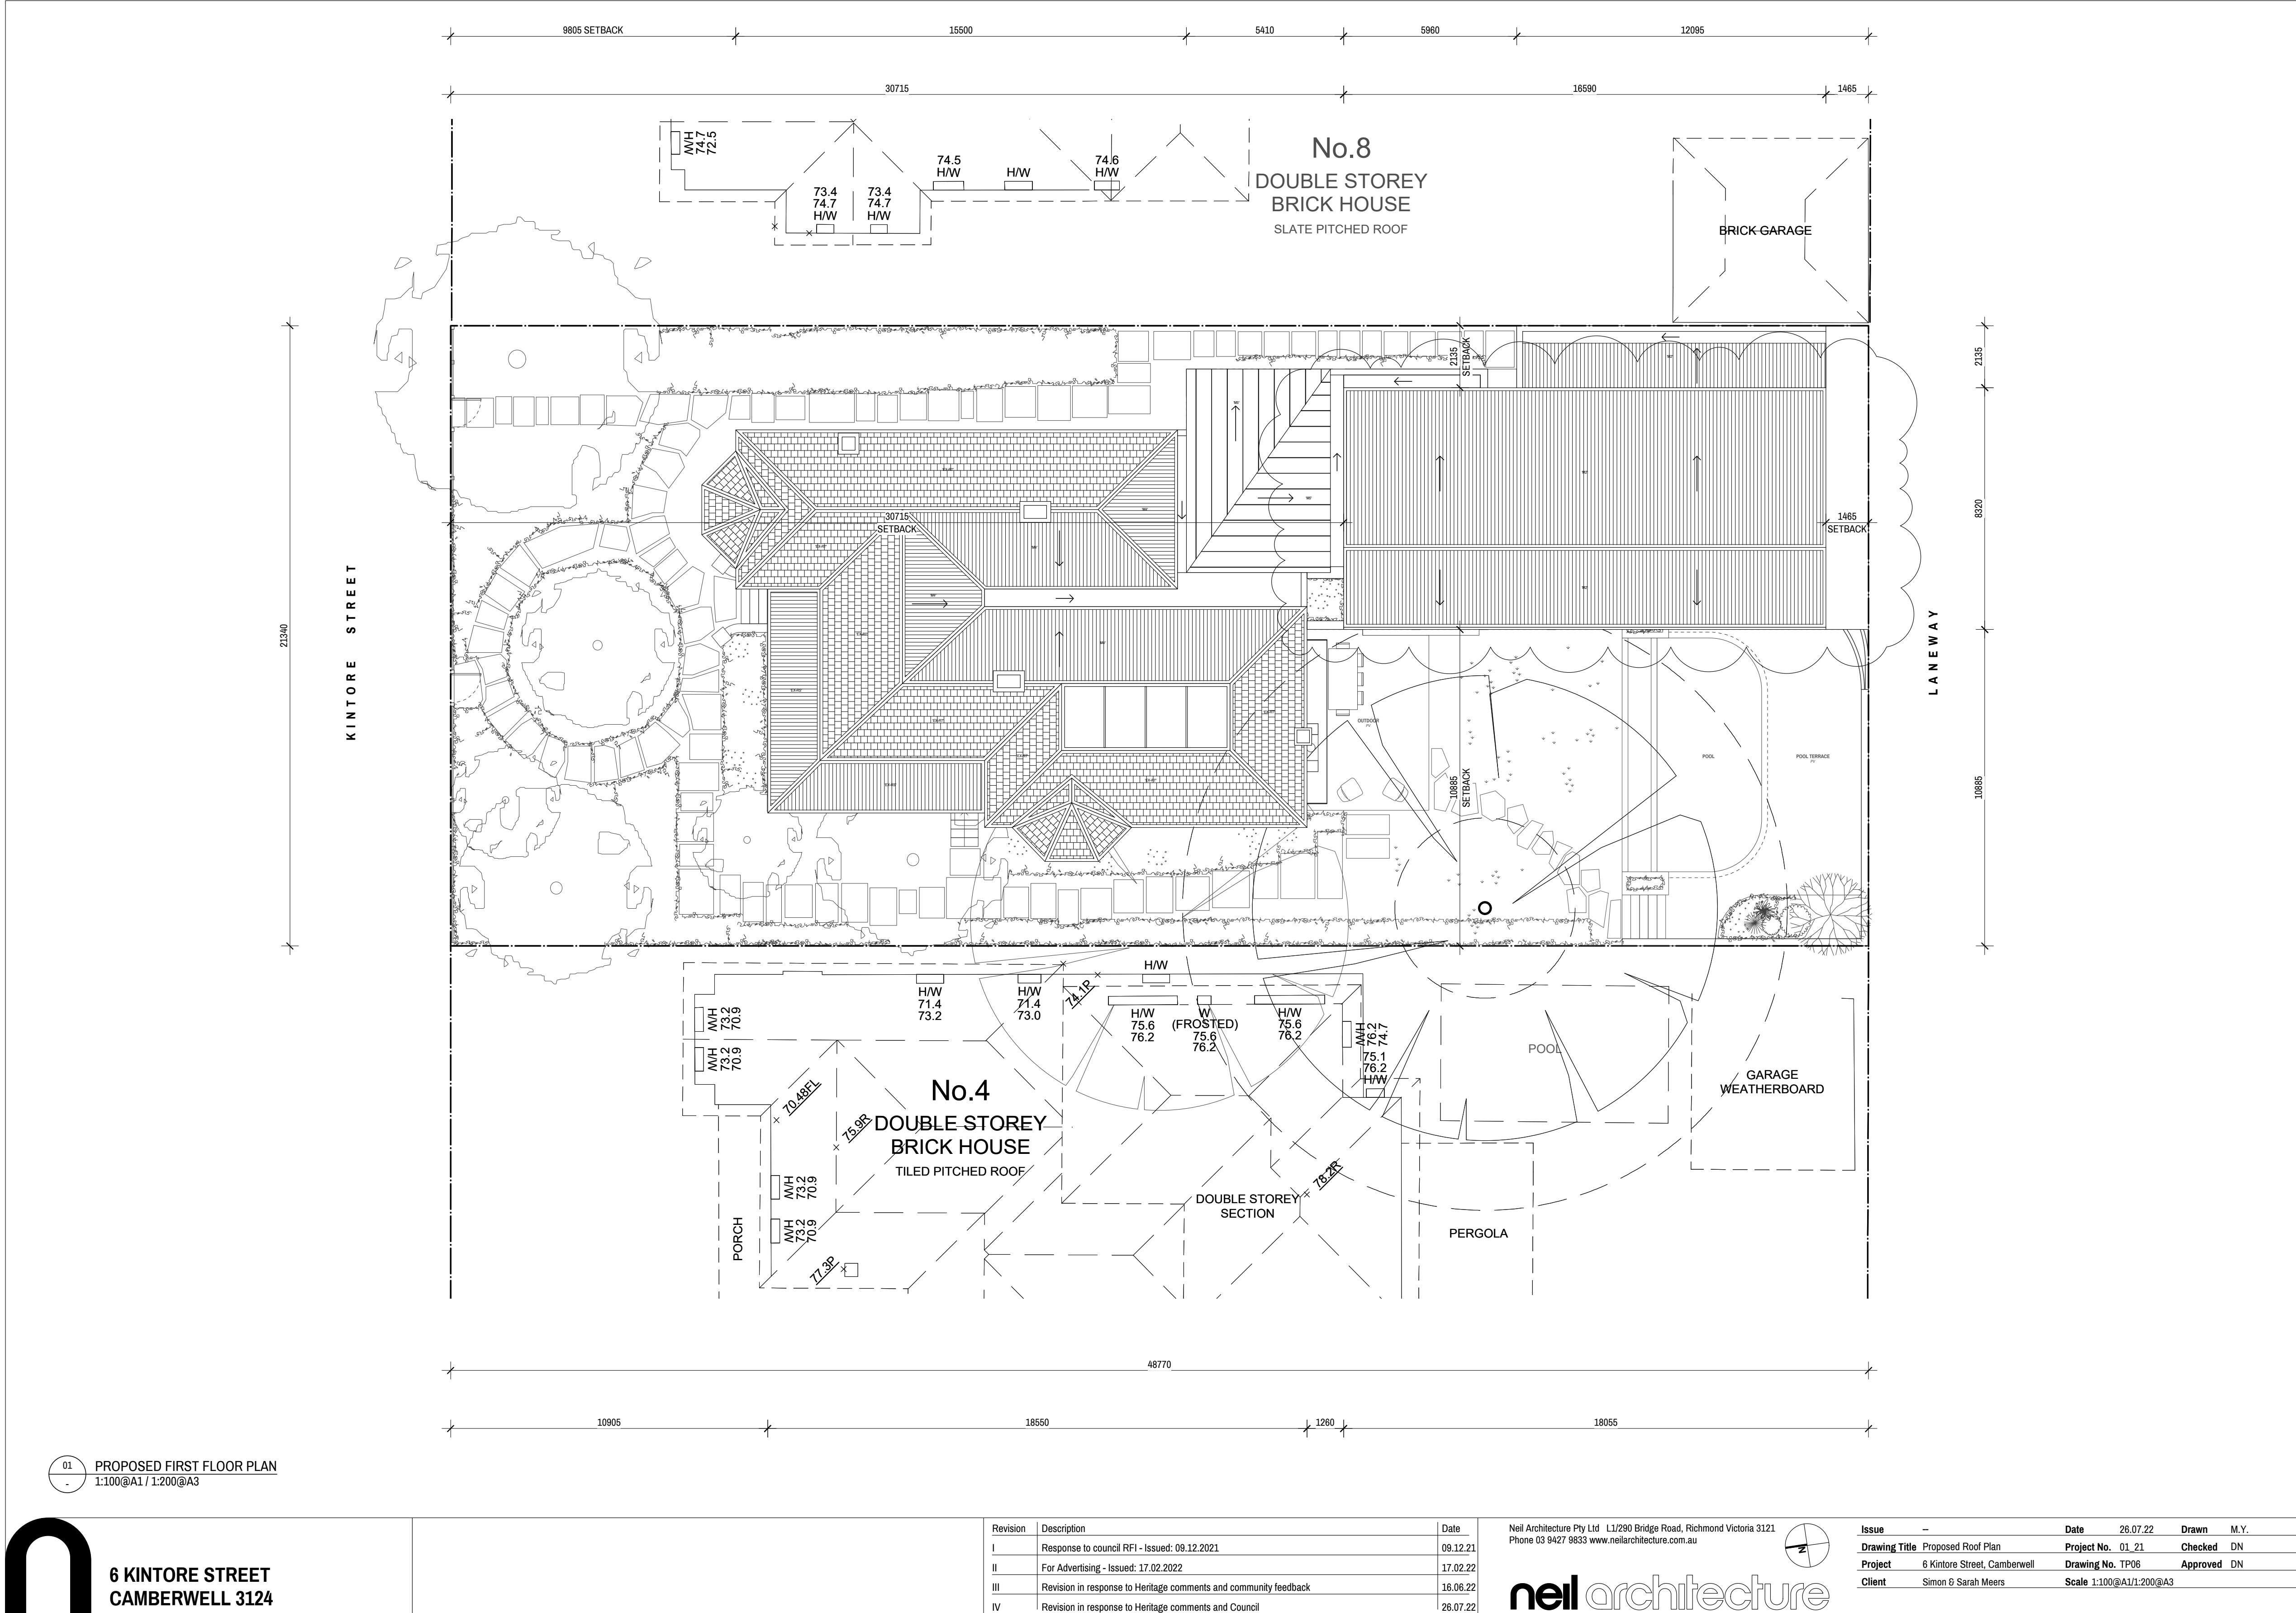 9805 SETBACK
15500
5410
5960
12095
30715
16590
1465
H/W
74.7
72.5
74.5
H/W
H/W
74.6
H/W
73.4
74.7
H/W
73.4
74.7
H/W
No.8
DOUBLE STOREY
BRICK HOUSE
SLATE PITCHED ROOF
BRICK GARAGE
2135
SETBACK
2135
30715
SETBACK
1465
SETBACK
8320
KINTORE STREET
21340
LANEWAY
OUTDOOR
POOL
POOL TERRACE
10885
SETBACK
10885
H/W
71.4
73.2
H/W
71.4
73.0
74.1P
H/W
H/W
75.6
76.2
W
(FROSTED)
75.6
76.2
H/W
75.6
76.2
H/W
76.2
74.7
75.1
76.2
H/W
H/W
73.2
70.9
H/W
73.2
70.9
70.48FL
75.9R
No.4
DOUBLE STOREY
BRICK HOUSE
TILED PITCHED ROOF
POOL
GARAGE
WEATHERBOARD
H/W
73.2
70.9
H/W
73.2
70.9
PORCH
77.3P
DOUBLE STOREY
SECTION
78.2R
PERGOLA
48770
10905
18550
1260
18055
01
-
PROPOSED FIRST FLOOR PLAN
1:100@A1 / 1:200@A3
6 KINTORE STREET
CAMBERWELL 3124
Revision Description Date
I Response to council RFI - Issued: 09.12.2021 09.12.21
II For Advertising - Issued: 17.02.2022 17.02.22
III Revision in response to Heritage comments and community feedback 16.06.22
IV Revision in response to Heritage comments and Council 26.07.22
Neil Architecture Pty Ltd L1/290 Bridge Road, Richmond Victoria 3121
Phone 03 9427 9833 www.neilarchitecture.com.au
N
neil architecture
Issue – Date 26.07.22 Drawn M.Y.
Drawing Title Proposed Roof Plan Project No. 01_21 Checked DN
Project 6 Kintore Street, Camberwell Drawing No. TP06 Approved DN
Client Simon & Sarah Meers Scale 1:100@A1/1:200@A3